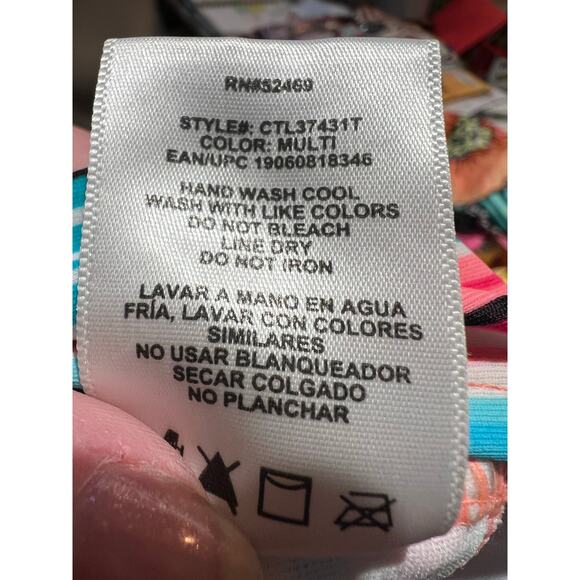 RN#52469
STYLE#: CTL37431T
COLOR: MULTI
EAN/UPC 19060818346
HAND WASH COOL
WASH WITH LIKE COLORS
DO NOT BLEACH
LINE DRY
DO NOT IRON
LAVAR A MANO EN AGUA
FRÍA, LAVAR CON COLORES
SIMILARES
NO USAR BLANQUEADOR
SECAR COLGADO
NO PLANCHAR